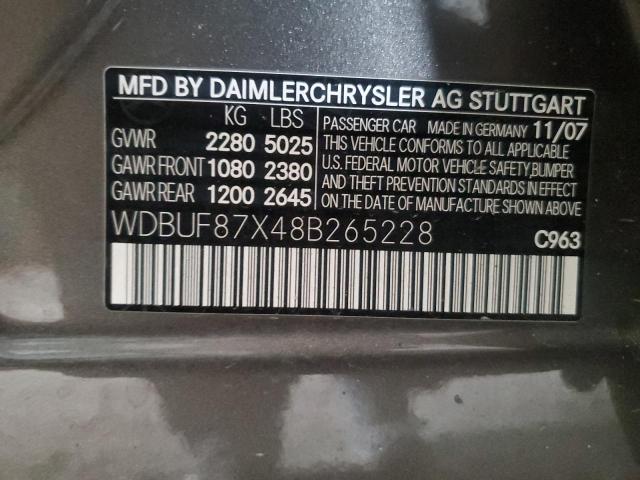 MFD BY DAIMLERCHRYSLER AG STUTTGART
KG LBS
GVWR 2280 5025
GAWR FRONT 1080 2380
GAWR REAR 1200 2645
PASSENGER CAR MADE IN GERMANY 11/07
THIS VEHICLE CONFORMS TO ALL APPLICABLE
U.S. FEDERAL MOTOR VEHICLE SAFETY,BUMPER
AND THEFT PREVENTION STANDARDS IN EFFECT
ON THE DATE OF MANUFACTURE SHOWN ABOVE.
WDBUF87X48B265228
C963